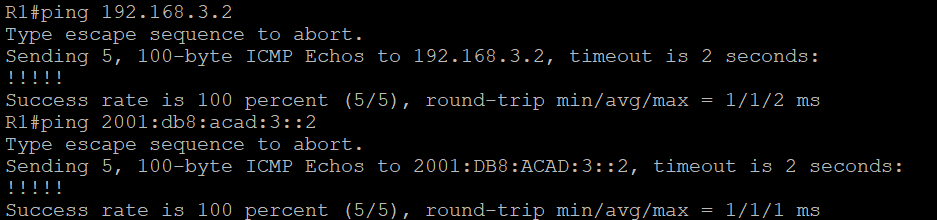 R1#ping 192.168.3.2
Type escape sequence to abort.
Sending 5, 100-byte ICMP Echos to 192.168.3.2, timeout is 2 seconds:
!!!!!
Success rate is 100 percent (5/5), round-trip min/avg/max = 1/1/2 ms
R1#ping 2001:db8:acad:3::2
Type escape sequence to abort.
Sending 5, 100-byte ICMP Echos to 2001:DB8:ACAD:3::2, timeout is 2 seconds:
!!!!!
Success rate is 100 percent (5/5), round-trip min/avg/max = 1/1/1 ms